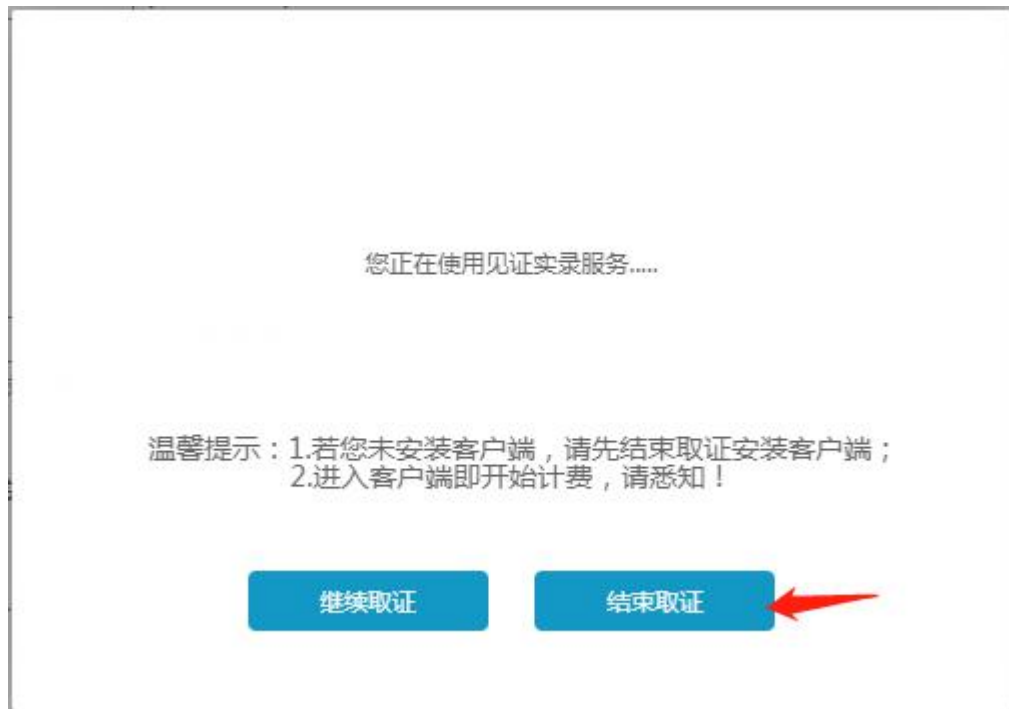 您正在使用见证实录服务.....
温馨提示：1.若您未安装客户端，请先结束取证安装客户端；
2.进入客户端即开始计费，请悉知！
继续取证
结束取证